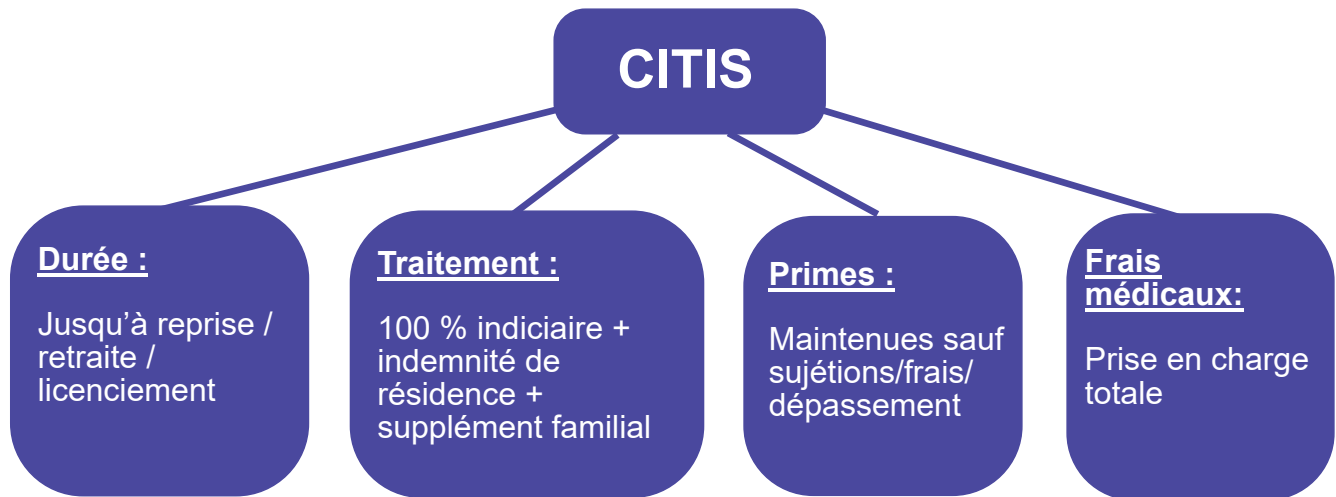 CITIS
Durée :
Jusqu’à reprise /
retraite /
licenciement
Traitement :
100 % indiciaire +
indemnité de
résidence +
supplément familial
Primes :
Maintenues sauf
sujétions/frais/
dépassement
Frais
médicaux:
Prise en charge
totale